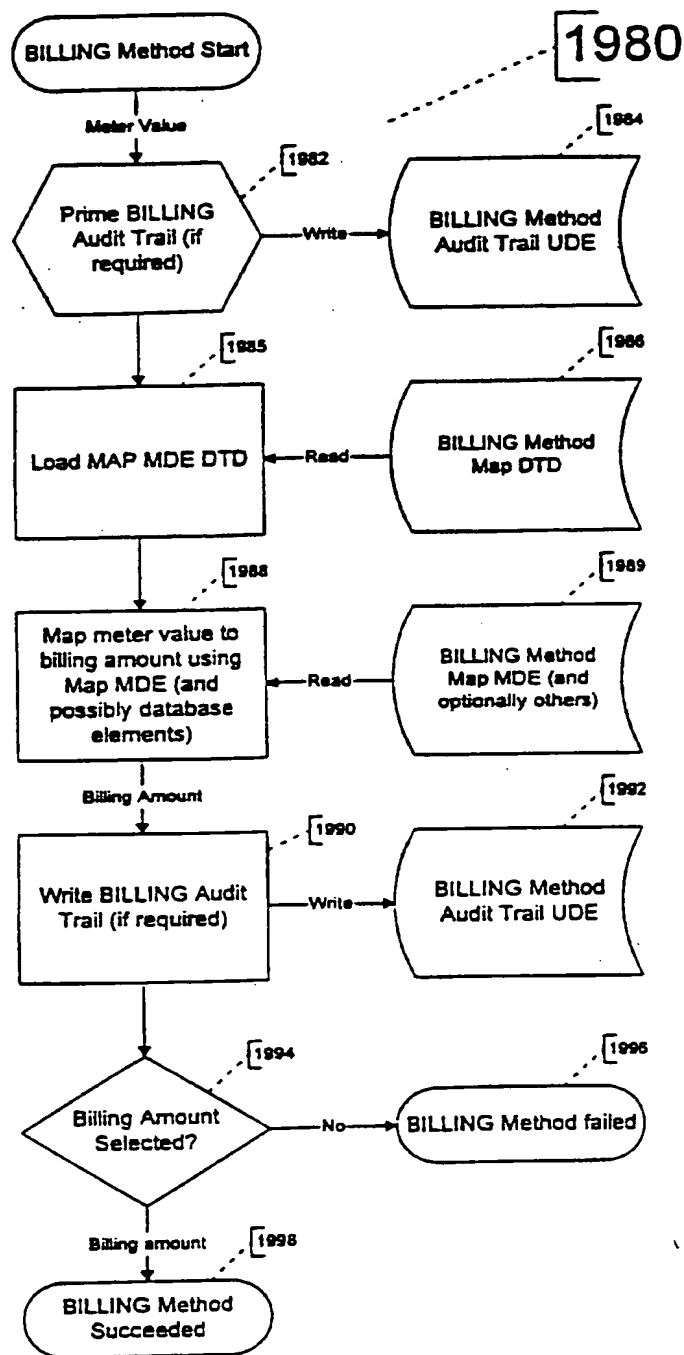 1980
BILLING Method Start
Meter Value
1982
1984
Prime BILLING
Audit Trail (if
required)
Write
BILLING Method
Audit Trail UDE
1985
1986
Load MAP MDE DTD
Read
BILLING Method
Map DTD
1988
1989
Map meter value to
billing amount using
Map MDE (and
possibly database
elements)
Read
BILLING Method
Map MDE (and
optionally others)
Billing Amount
1990
1992
Write BILLING Audit
Trail (if required)
Write
BILLING Method
Audit Trail UDE
1994
1996
Billing Amount
Selected?
No
BILLING Method failed
Billing amount
1998
BILLING Method
Succeeded